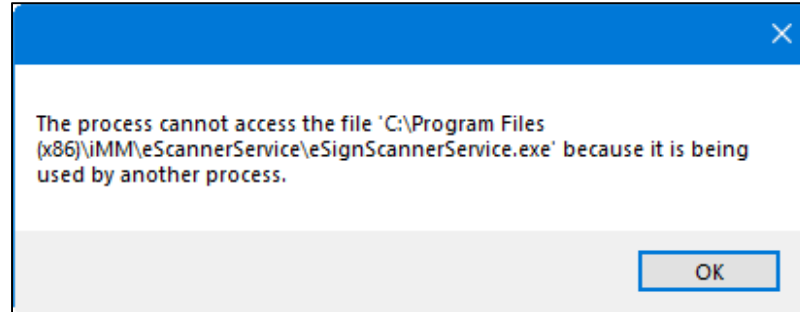 The process cannot access the file 'C:\Program Files
(x86)\iMM\eScannerService\eSignScannerService.exe' because it is being
used by another process.
OK